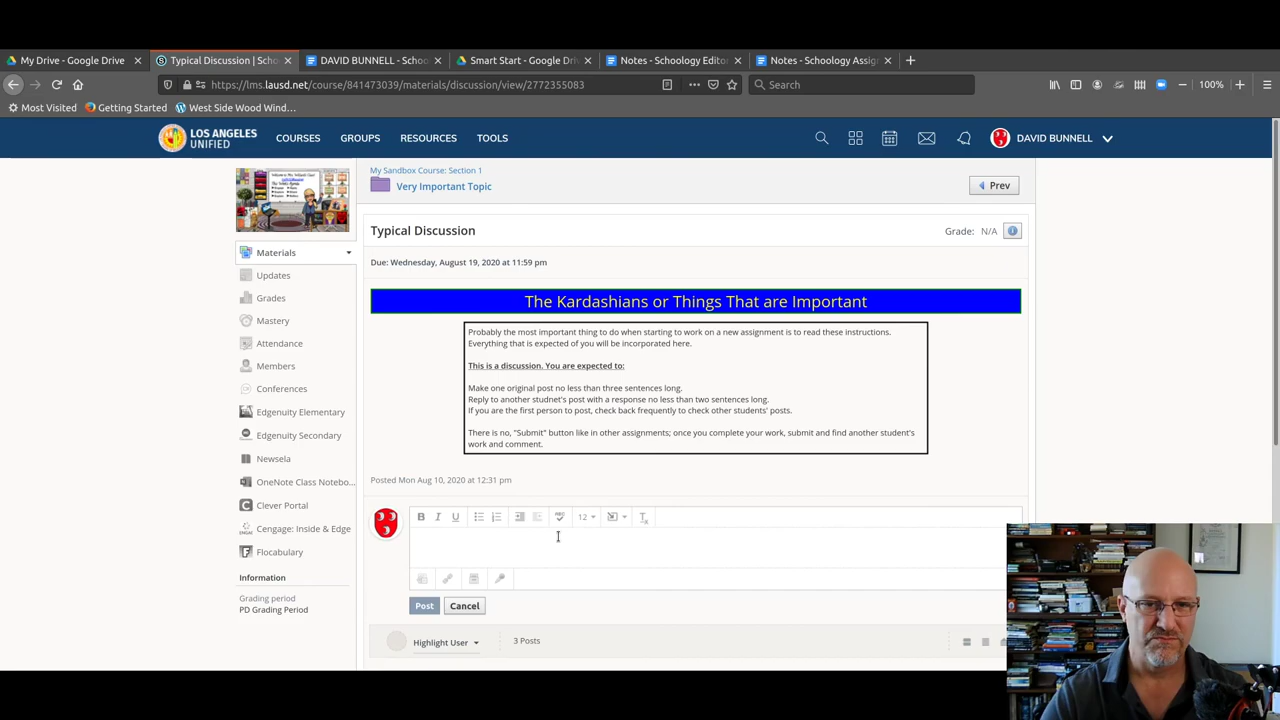 My Drive - Google Drive
Typical Discussion | Scho
DAVID BUNNELL - Schoo
Smart Start - Google Dri
Notes - Schoology Editor
Notes - Schoology Assig
https://lms.lausd.net/course/841473039/materials/discussion/view/2772355083
Search
100%
Most Visited
Getting Started
West Side Wood Wind…
LOS ANGELES
UNIFIED
COURSES
GROUPS
RESOURCES
TOOLS
DAVID BUNNELL
My Sandbox Course: Section 1
Very Important Topic
Prev
Materials
Updates
Grades
Mastery
Attendance
Members
Conferences
Edgenuity Elementary
Edgenuity Secondary
Newsela
OneNote Class Notebo...
Clever Portal
Cengage: Inside & Edge
Flocabulary
Information
Grading period
PD Grading Period
Typical Discussion
Grade: N/A
Due: Wednesday, August 19, 2020 at 11:59 pm
The Kardashians or Things That are Important
Probably the most important thing to do when starting to work on a new assignment is to read these instructions.
Everything that is expected of you will be incorporated here.
This is a discussion. You are expected to:
Make one original post no less than three sentences long.
Reply to another studnet's post with a response no less than two sentences long.
If you are the first person to post, check back frequently to check other students' posts.
There is no, "Submit" button like in other assignments; once you complete your work, submit and find another student's
work and comment.
Posted Mon Aug 10, 2020 at 12:31 pm
B I U
ABC
12
Post
Cancel
Highlight User
3 Posts